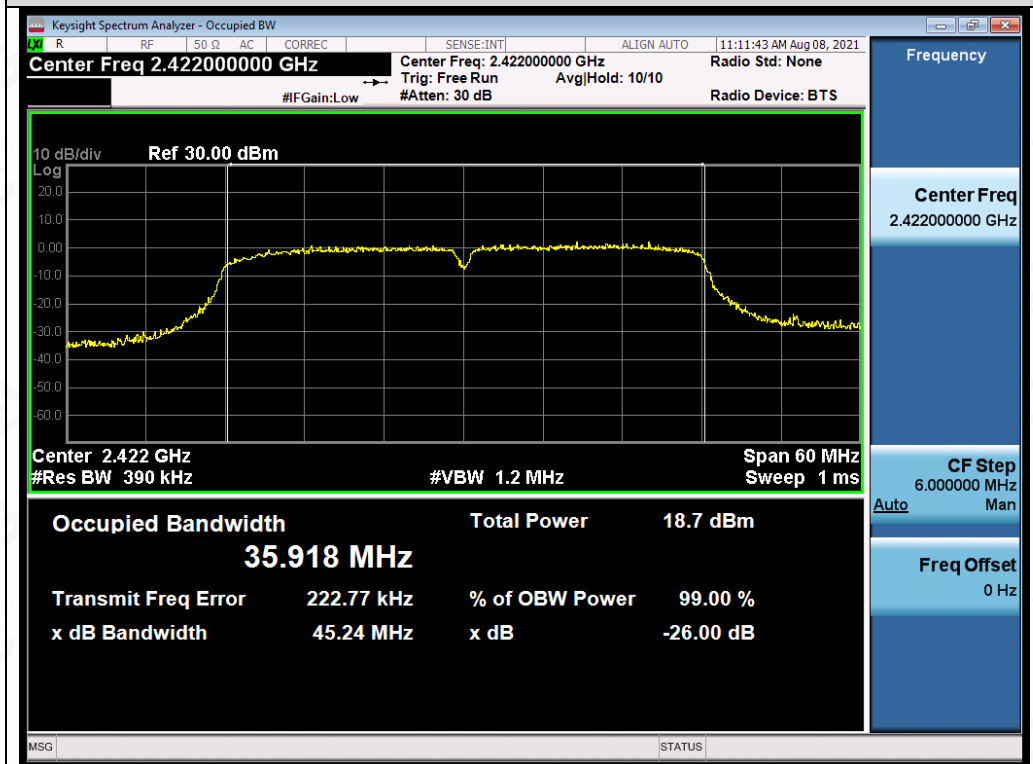 Keysight Spectrum Analyzer - Occupied BW
LXI R RF 50 Ω AC CORREC SENSE:INT ALIGN AUTO 11:11:43 AM Aug 08, 2021
Center Freq 2.422000000 GHz
Center Freq: 2.422000000 GHz
Radio Std: None
Trig: Free Run Avg|Hold: 10/10
#IFGain:Low
#Atten: 30 dB
Radio Device: BTS
Frequency
10 dB/div Ref 30.00 dBm
Log
20.0
10.0
0.00
-10.0
-20.0
-30.0
-40.0
-50.0
-60.0
Center 2.422 GHz Span 60 MHz
#Res BW 390 kHz #VBW 1.2 MHz Sweep 1 ms
Center Freq
2.422000000 GHz
CF Step
6.000000 MHz
Auto Man
Freq Offset
0 Hz
Occupied Bandwidth Total Power 18.7 dBm
35.918 MHz
Transmit Freq Error 222.77 kHz % of OBW Power 99.00 %
x dB Bandwidth 45.24 MHz x dB -26.00 dB
MSG STATUS